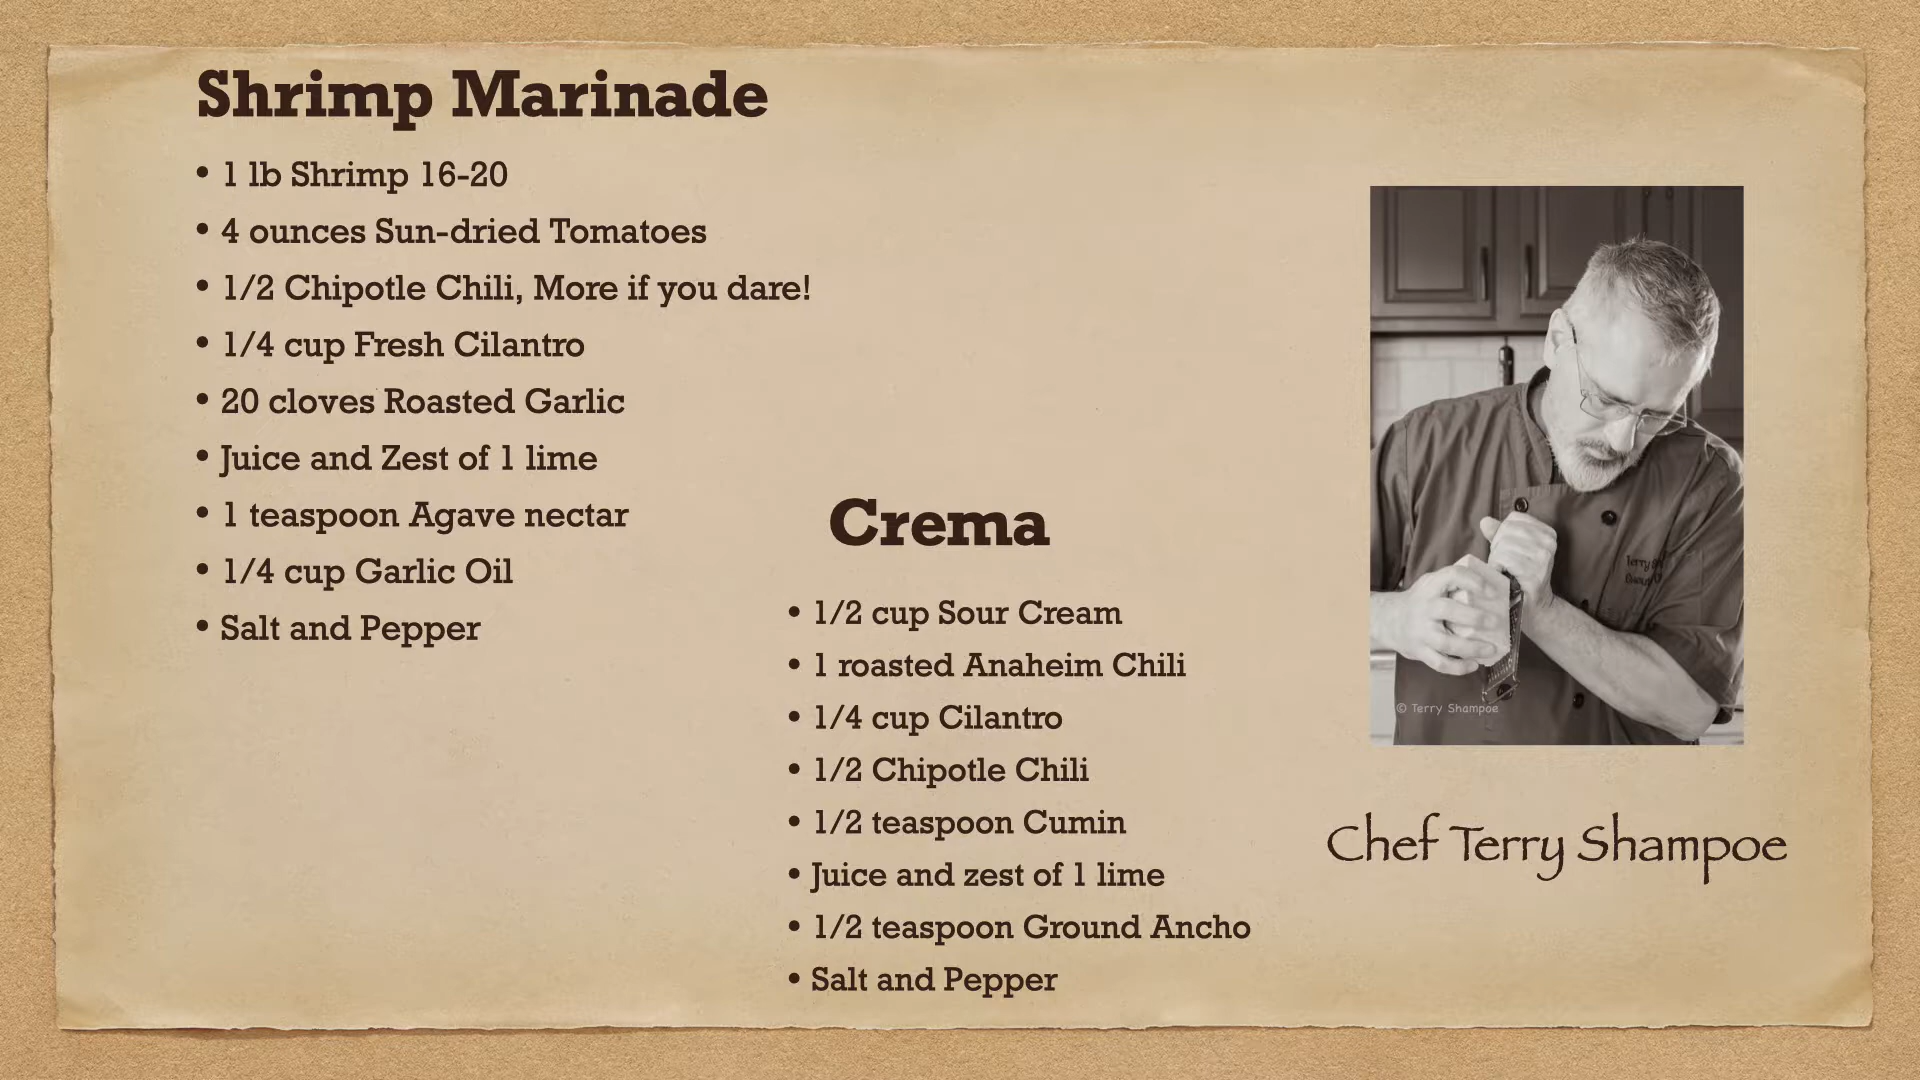 Shrimp Marinade
• 1 lb Shrimp 16-20
• 4 ounces Sun-dried Tomatoes
• 1/2 Chipotle Chili, More if you dare!
• 1/4 cup Fresh Cilantro
• 20 cloves Roasted Garlic
• Juice and Zest of 1 lime
• 1 teaspoon Agave nectar
• 1/4 cup Garlic Oil
• Salt and Pepper
Crema
• 1/2 cup Sour Cream
• 1 roasted Anaheim Chili
• 1/4 cup Cilantro
• 1/2 Chipotle Chili
• 1/2 teaspoon Cumin
• Juice and zest of 1 lime
• 1/2 teaspoon Ground Ancho
• Salt and Pepper
Terry
© Terry Shampoe
Chef Terry Shampoe